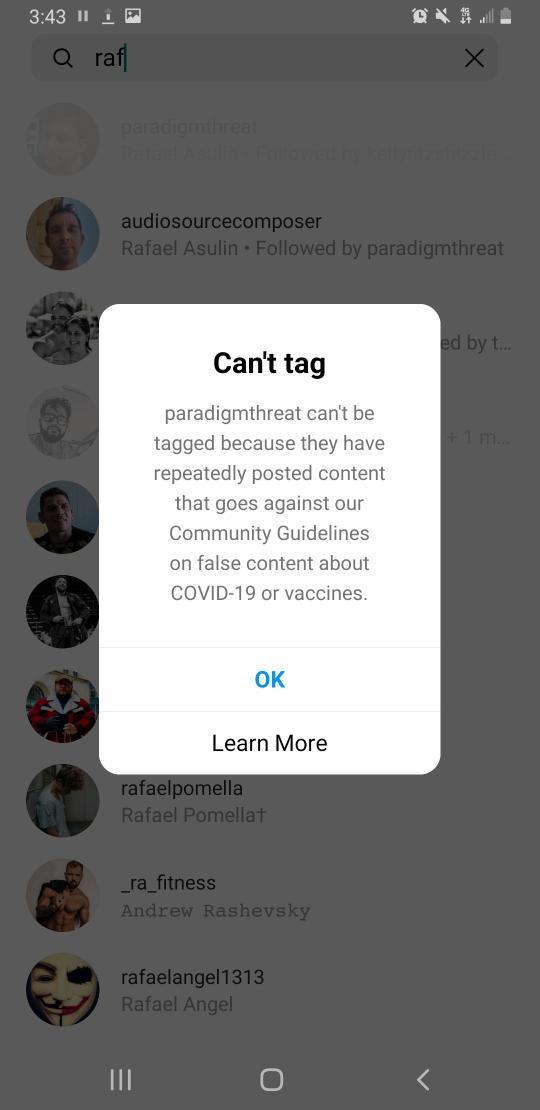 3:43
4G
LTE
raf
paradigmthreat
Rafael Asulin • Followed by kellyfitzshizzle...
audiosourcecomposer
Rafael Asulin • Followed by paradigmthreat
ed by t...
+ 1 m...
Can't tag
paradigmthreat can't be
tagged because they have
repeatedly posted content
that goes against our
Community Guidelines
on false content about
COVID-19 or vaccines.
OK
Learn More
rafaelpomella
Rafael Pomella†
_ra_fitness
Andrew Rashevsky
rafaelangel1313
Rafael Angel